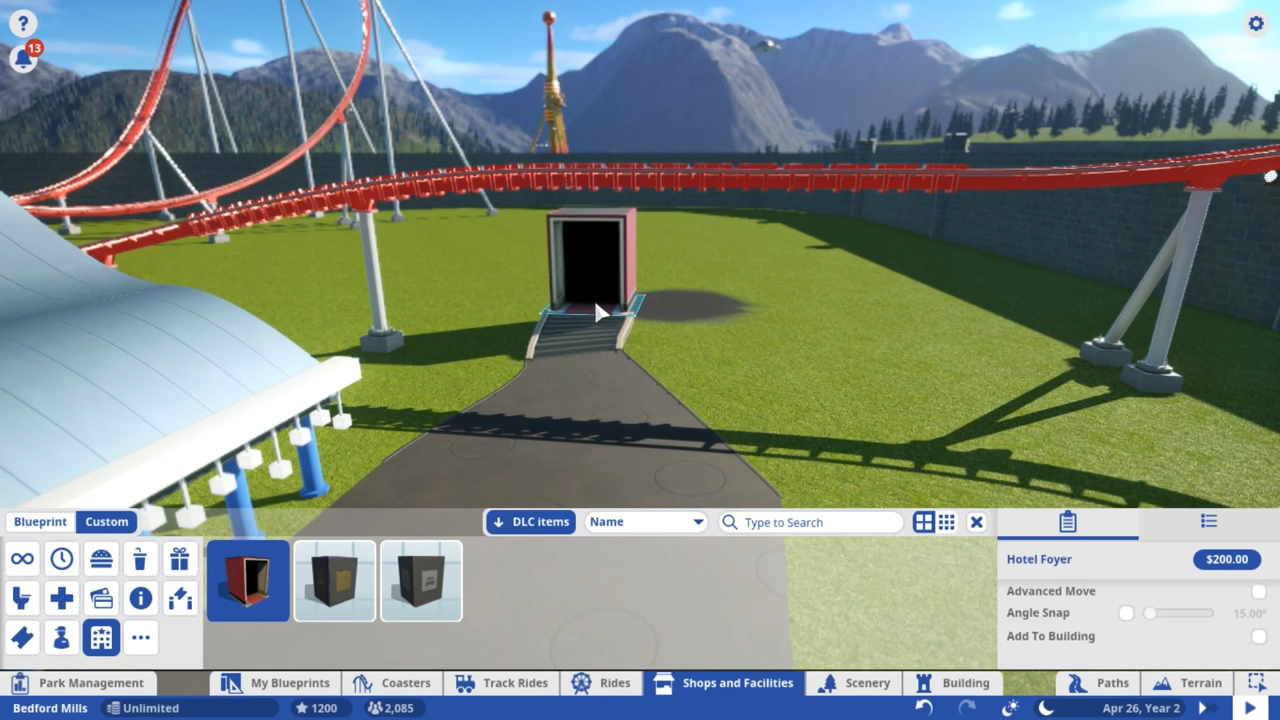 ?
13
Blueprint Custom DLC items Name Type to Search
Hotel Foyer $200.00
Advanced Move
Angle Snap 15.00°
Add To Building
Park Management My Blueprints Coasters Track Rides Rides Shops and Facilities Scenery Building Paths Terrain
Bedford Mills Unlimited 1200 2,085 Apr 26, Year 2